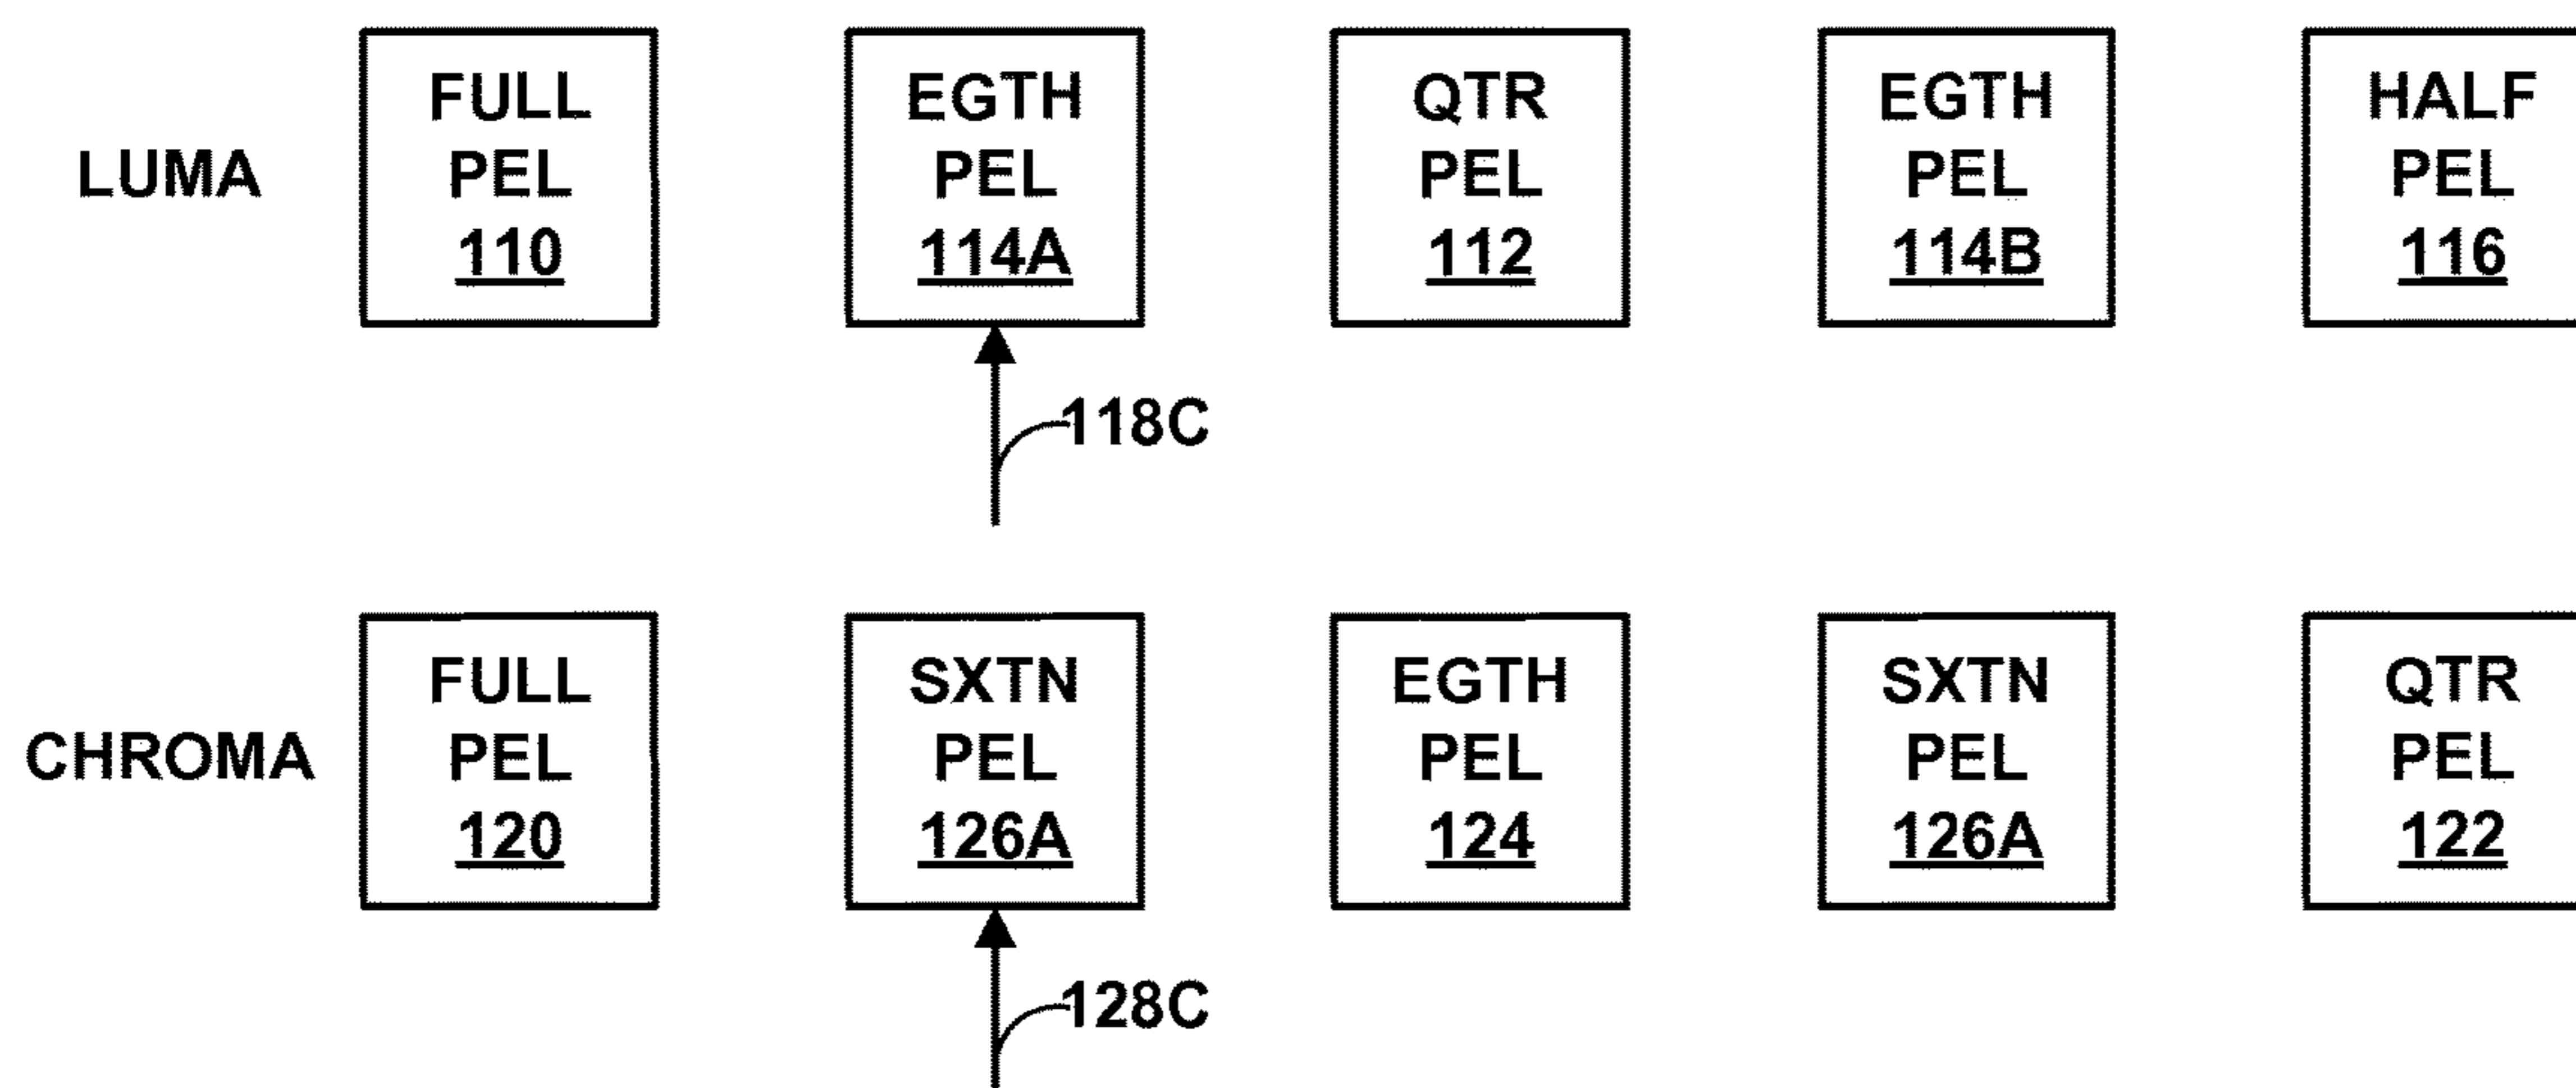 LUMA
FULL
PEL
110
EGTH
PEL
114A
QTR
PEL
112
EGTH
PEL
114B
HALF
PEL
116
118C
CHROMA
FULL
PEL
120
SXTN
PEL
126A
EGTH
PEL
124
SXTN
PEL
126A
QTR
PEL
122
128C